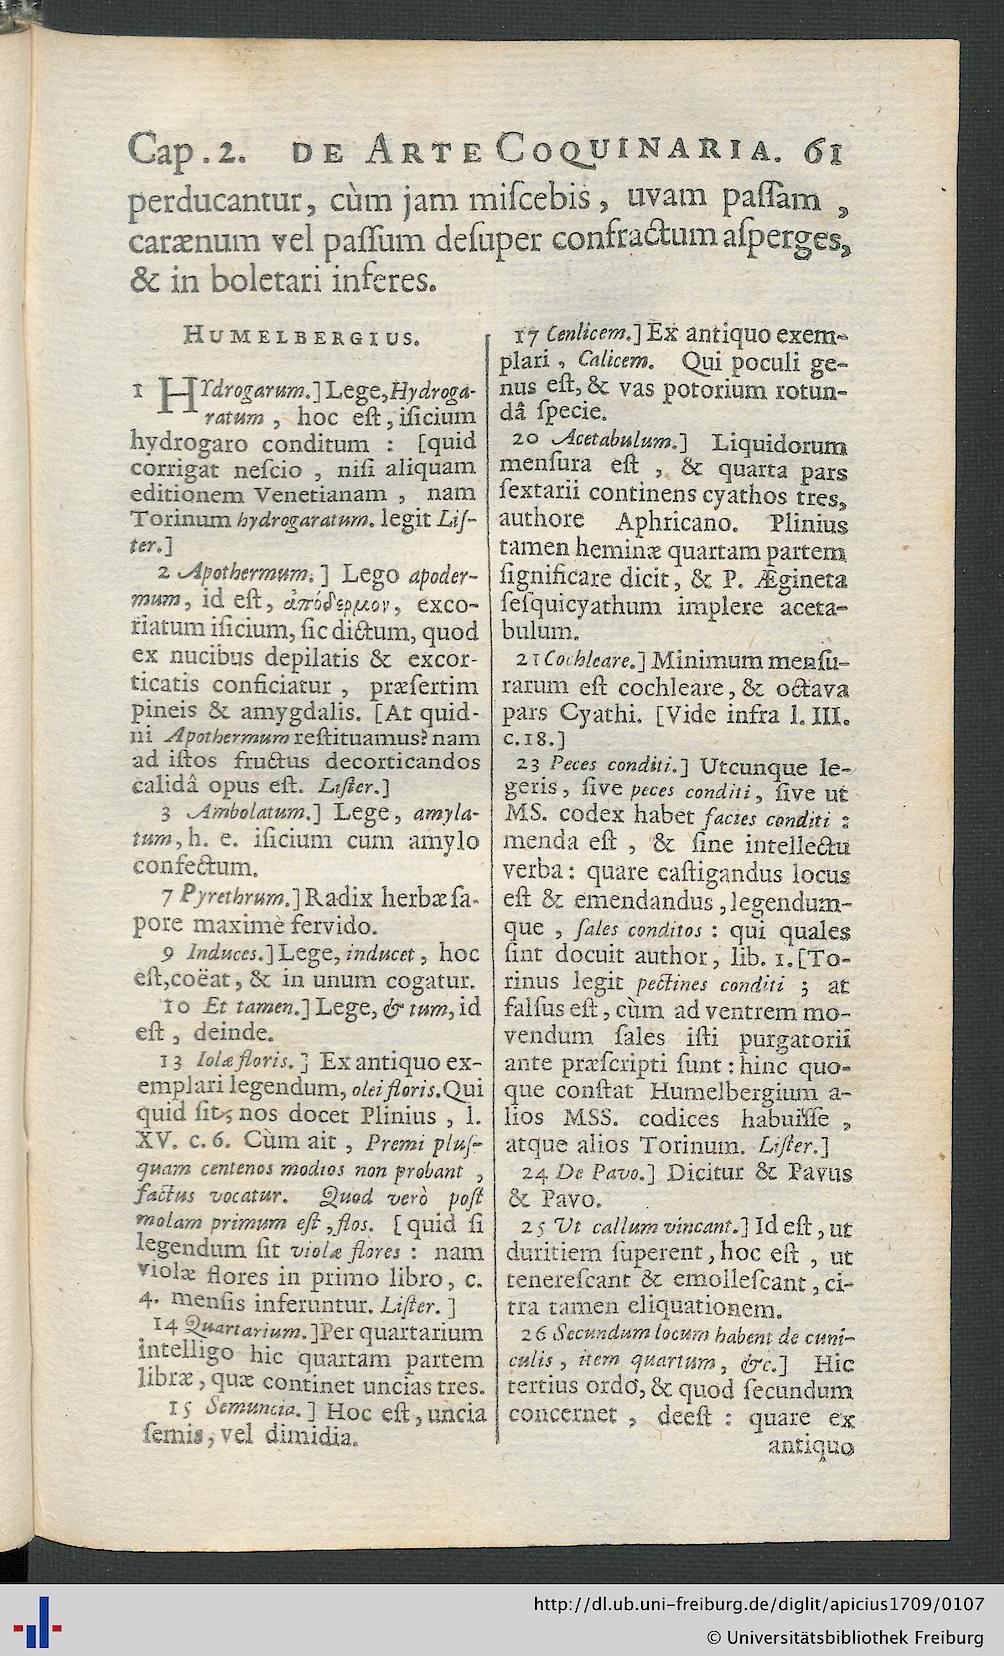 Cap. 2. DE ARTE COQUINARIA. 61
perducantur, cùm jam miſcebis, uvam paſſam,
caræenum vel paſſum deſuper confractum aſperges,
& in boletari inferes.
HUMELBERGIUS.
1 HYdrogarum.] Lege, Hydroga-
ratum, hoc eſt, iſicium
hydrogaro conditum : [quid
corrigat neſcio, niſi aliquam
editionem Venetianam, nam
Torinum hydrogaratum. legit Liſ-
ter.]
2 Apothermum.] Lego apoder-
mum, id eſt, ἀπόδερμον, exco-
riatum iſicium, ſic dictum, quod
ex nucibus depilatis & excor-
ticatis conficiatur, præſertim
pineis & amygdalis. [At quid-
ni Apothermum reſtituamus? nam
ad iſtos fructus decorticandos
calidâ opus eſt. Liſter.]
3 Ambolatum.] Lege, amyla-
tum, h. e. iſicium cum amylo
confectum.
7 Pyrethrum.] Radix herbæ ſa-
pore maximè fervido.
9 Induces.] Lege, inducet, hoc
eſt, coëat, & in unum cogatur.
10 Et tamen.] Lege, & tum, id
eſt, deinde.
13 Iolæ floris.] Ex antiquo ex-
emplari legendum, olei floris. Qui
quid ſit, nos docet Plinius, l.
XV. c. 6. Cùm ait, Premi pluſ-
quam centenos modios non probant,
factus vocatur. Quod verò poſt
molam primum eſt, flos. [quid ſi
legendum ſit violæ flores : nam
violæ flores in primo libro, c.
4. menſis inferuntur. Liſter.]
14 Quartarium.] Per quartarium
intelligo hic quartam partem
libræ, quæ continet uncias tres.
15 Semuncia.] Hoc eſt, uncia
ſemis, vel dimidia.
17 Cenlicem.] Ex antiquo exem-
plari, Calicem. Qui poculi ge-
nus eſt, & vas potorium rotun-
dâ ſpecie.
20 Acetabulum.] Liquidorum
menſura eſt, & quarta pars
ſextarii continens cyathos tres,
authore Aphricano. Plinius
tamen heminæ quartam partem
ſignificare dicit, & P. Ægineta
ſeſquicyathum implere aceta-
bulum.
21 Cochleare.] Minimum menſu-
rarum eſt cochleare, & octava
pars Cyathi. [Vide infra l. III.
c. 18.]
23 Peces conditi.] Utcunque le-
geris, ſive peces conditi, ſive ut
MS. codex habet facies conditi :
menda eſt, & ſine intellectu
verba : quare caſtigandus locus
eſt & emendandus, legendum-
que, ſales conditos : qui quales
ſint docuit author, lib. 1. [To-
rinus legit pectines conditi ; at
falſus eſt, cùm ad ventrem mo-
vendum ſales iſti purgatorii
ante præſcripti ſunt : hinc quo-
que conſtat Humelbergium a-
lios MSS. codices habuiſſe,
atque alios Torinum. Liſter.]
24 De Pavo.] Dicitur & Pavus
& Pavo.
25 Ut callum vincant.] Id eſt, ut
duritiem ſuperent, hoc eſt, ut
tenereſcant & emolleſcant, ci-
tra tamen eliquationem.
26 Secundum locum habent de cuni-
culis, item quartum, &c.] Hic
tertius ordo, & quod ſecundum
concernet, deeſt : quare ex
antiquo
http://dl.ub.uni-freiburg.de/diglit/apicius1709/0107
© Universitätsbibliothek Freiburg